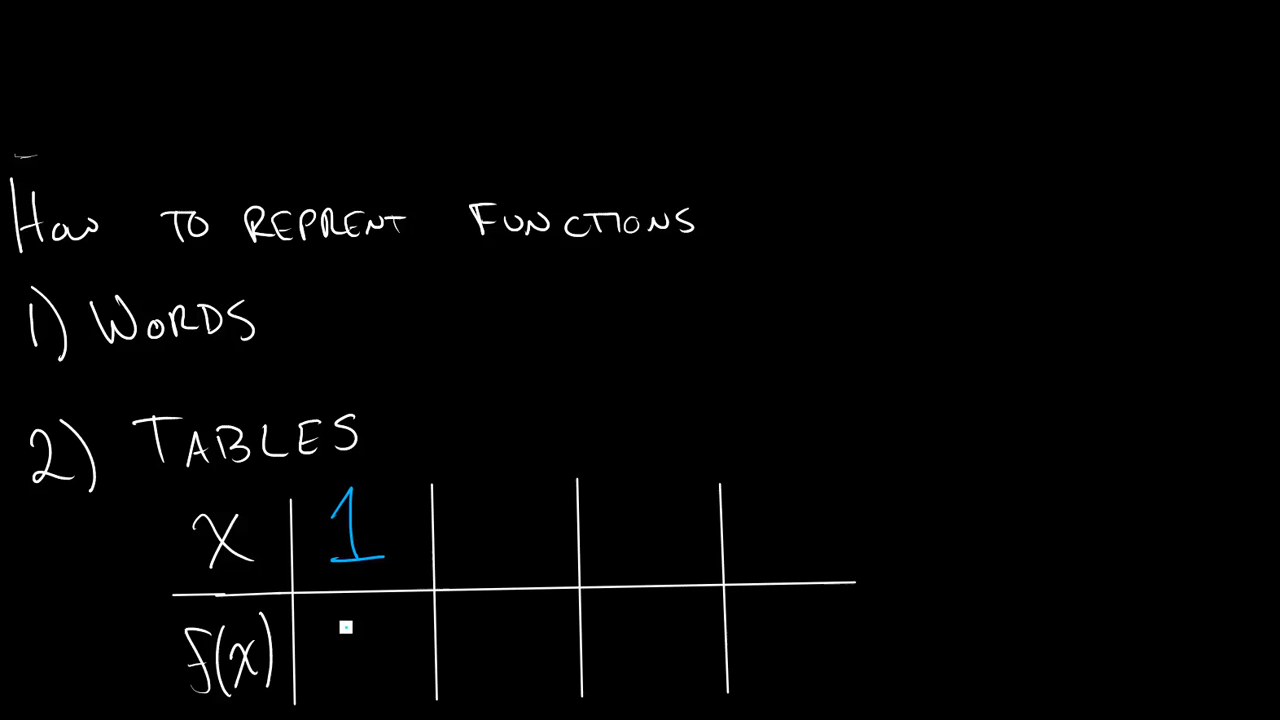 How TO REPRENT FUNCTIONS
1) WORDS
2) TABLES
x 1
f(x)